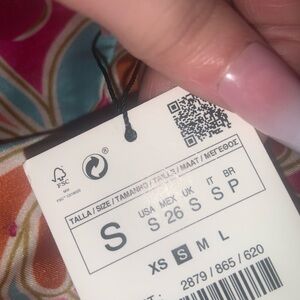 FSC
TALLA / SIZE / TAMANHO / TAILLE / MAAT / ΜΕΓΕΘΟΣ
S
USA MEX UK IT BR
S 26 S S P
XS S M L
2879 / 865 / 620